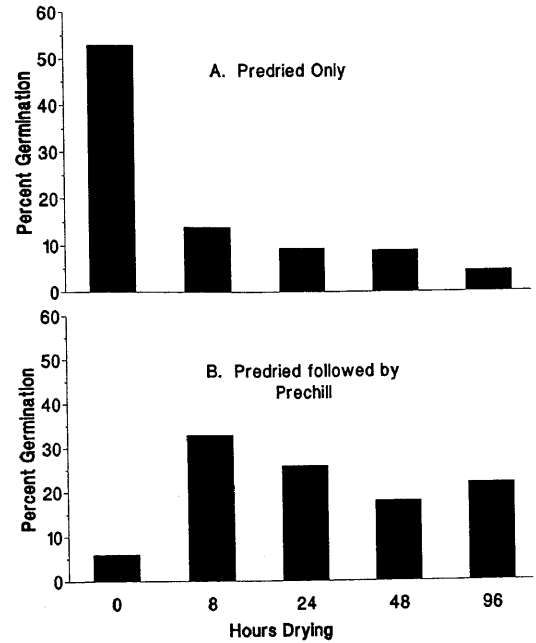 60
50
40
30
20
10
0
Percent Germination
A. Predried Only
60
50
40
30
20
10
0
Percent Germination
B. Predried followed by
Prechill
0 8 24 48 96
Hours Drying